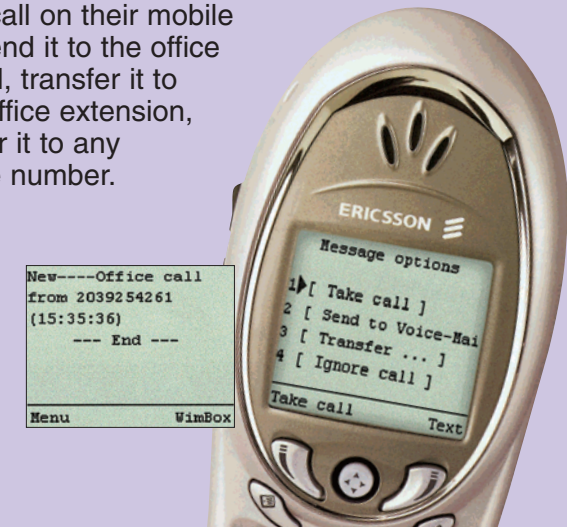 call on their mobile
end it to the office
l, transfer it to
ffice extension,
r it to any
e number.
New----Office call
from 2039254261
(15:35:36)
--- End ---
Menu WimBox
ERICSSON
Message options
1 [ Take call ]
2 [ Send to Voice-Mai
3 [ Transfer ... ]
4 [ Ignore call ]
Take call Text